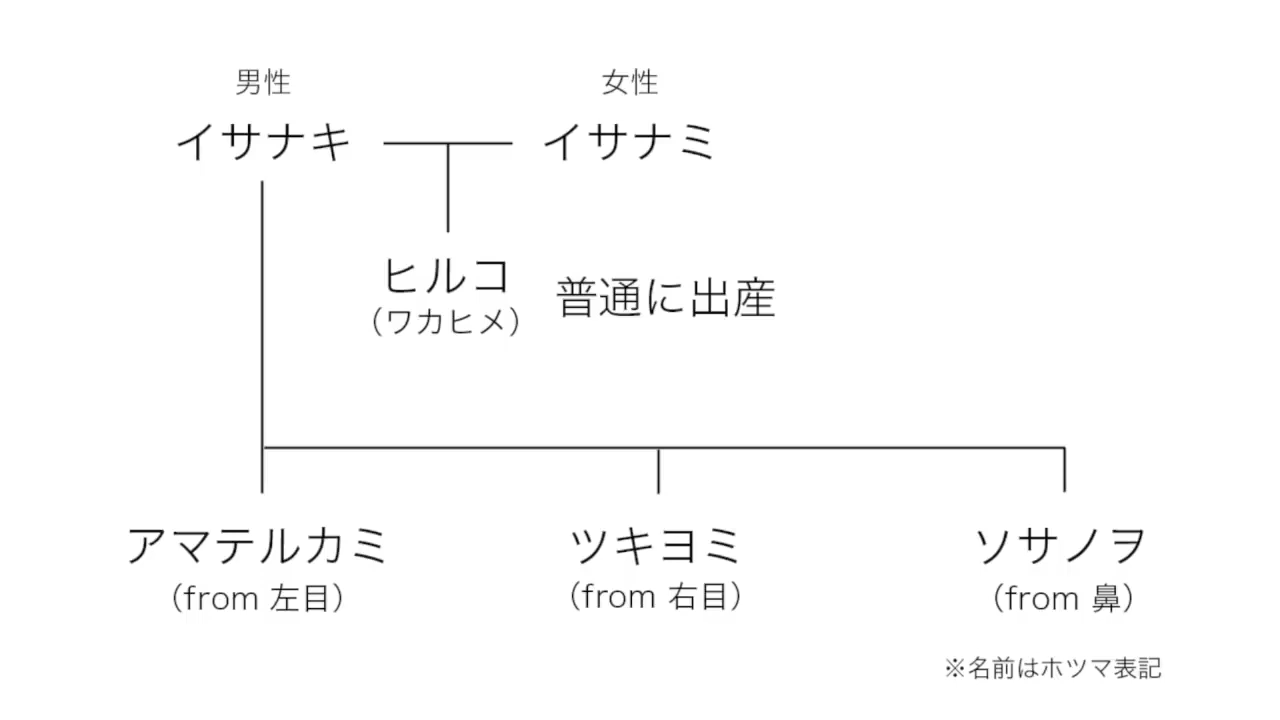 男性
女性
イサナキ
イサナミ
ヒルコ
(ワカヒメ)
普通に出産
アマテルカミ
(from 左目)
ツキヨミ
(from 右目)
ソサノヲ
(from 鼻)
※名前はホツマ表記